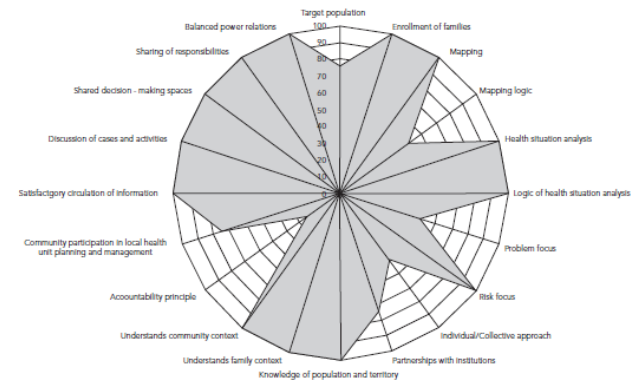 Target population
Balanced power relations
Enrollment of families
Sharing of responsibilities
Mapping
Shared decision - making spaces
Mapping logic
Discussion of cases and activities
Health situation analysis
Satisfactigory circulation of information
Logic of health situation analysis
Community participation in local health
unit planning and management
Problem focus
Acoountability principle
Risk focus
Understands community context
Individual/Collective approach
Understands family context
Partnerships with institutions
Knowledge of population and territory
100
90
80
70
60
50
40
30
20
10
0